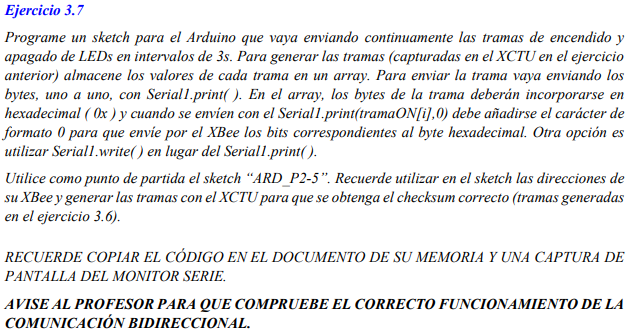 Ejercicio 3.7
Programe un sketch para el Arduino que vaya enviando continuamente las tramas de encendido y
apagado de LEDs en intervalos de 3s. Para generar las tramas (capturadas en el XCTU en el ejercicio
anterior) almacene los valores de cada trama en un array. Para enviar la trama vaya enviando los
bytes, uno a uno, con Serial1.print( ). En el array, los bytes de la trama deberán incorporarse en
hexadecimal ( 0x ) y cuando se envíen con el Serial1.print(tramaON[i],0) debe añadirse el carácter de
formato 0 para que envíe por el XBee los bits correspondientes al byte hexadecimal. Otra opción es
utilizar Serial1.write( ) en lugar del Serial1.print( ).
Utilice como punto de partida el sketch “ARD_P2-5”. Recuerde utilizar en el sketch las direcciones de
su XBee y generar las tramas con el XCTU para que se obtenga el checksum correcto (tramas generadas
en el ejercicio 3.6).
RECUERDE COPIAR EL CÓDIGO EN EL DOCUMENTO DE SU MEMORIA Y UNA CAPTURA DE
PANTALLA DEL MONITOR SERIE.
AVISE AL PROFESOR PARA QUE COMPRUEBE EL CORRECTO FUNCIONAMIENTO DE LA
COMUNICACIÓN BIDIRECCIONAL.